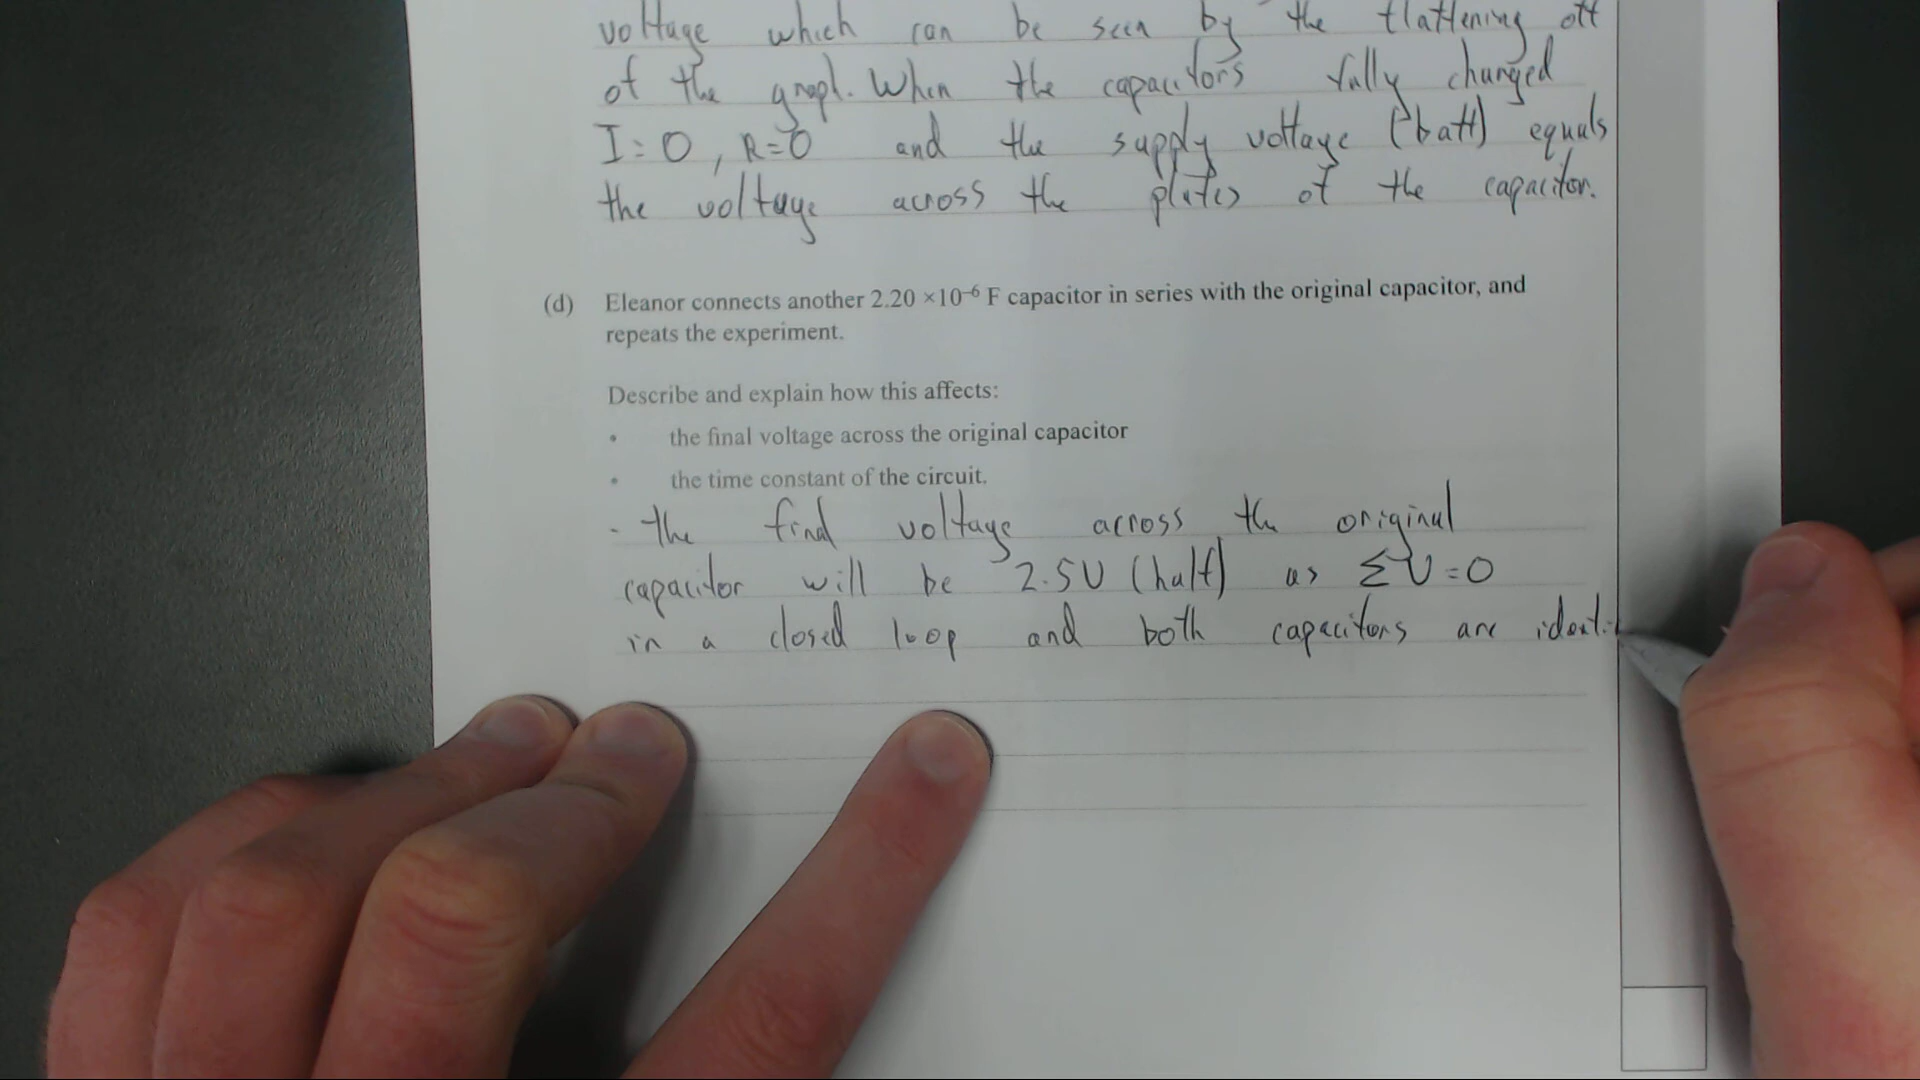 voltage which can be seen by the flattening off
of the graph. When the capacitors fully charged
I=0, R=0 and the supply voltage (batt) equals
the voltage across the plates of the capacitor.
(d) Eleanor connects another 2.20 ×10⁻⁶ F capacitor in series with the original capacitor, and
repeats the experiment.
Describe and explain how this affects:
• the final voltage across the original capacitor
• the time constant of the circuit.
- the final voltage across the original
capacitor will be 2.5V (half) as ΣV=0
in a closed loop and both capacitors are